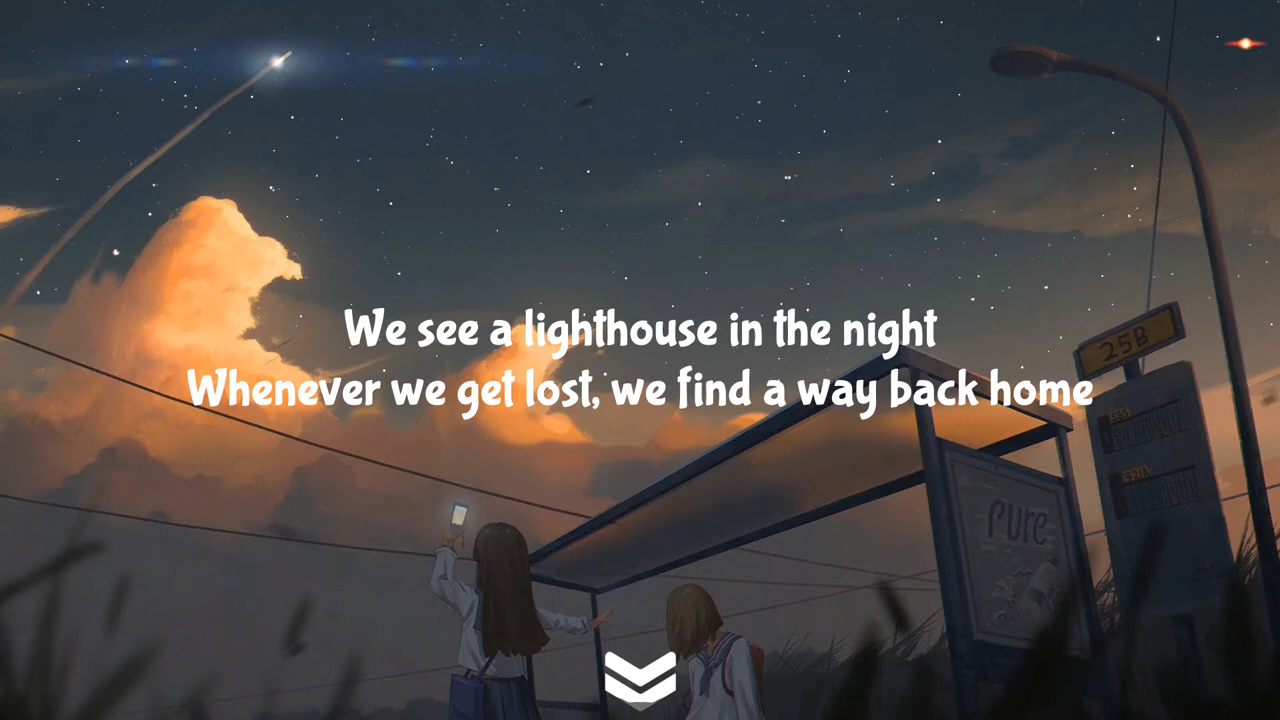 We see a lighthouse in the night
Whenever we get lost, we find a way back home
25B
pure